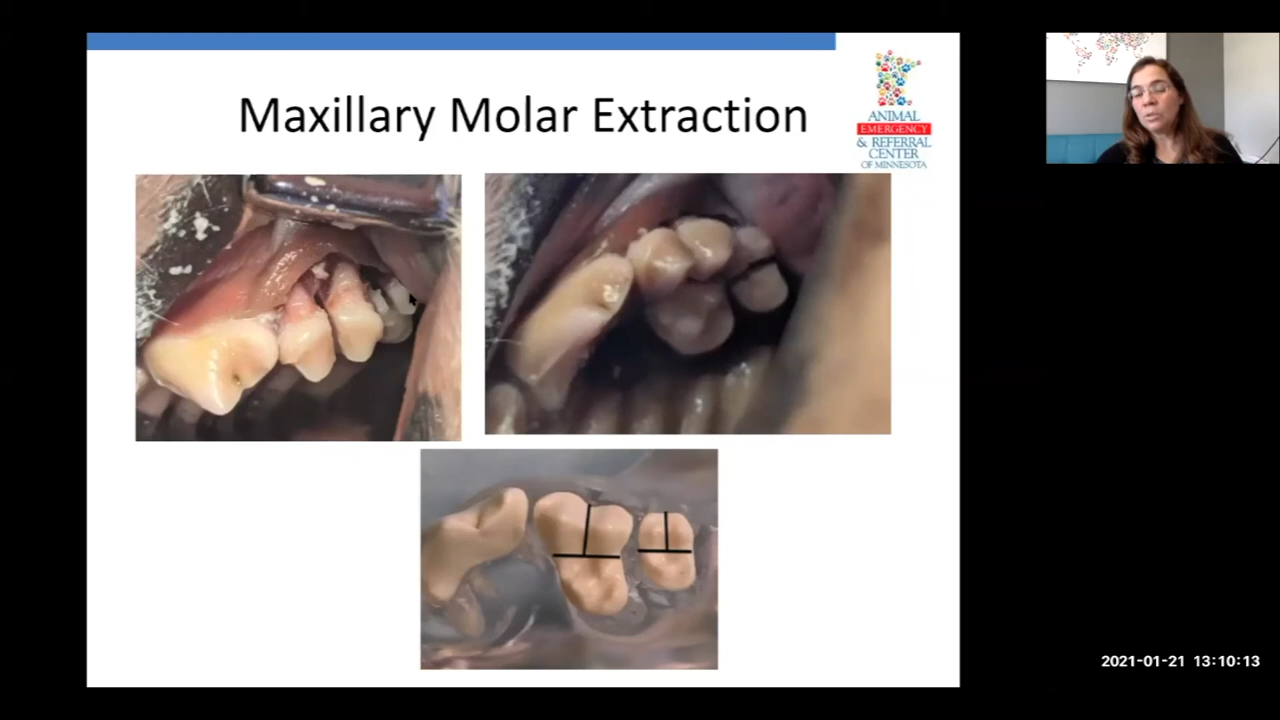 Maxillary Molar Extraction
ANIMAL
EMERGENCY
& REFERRAL
CENTER
OF MINNESOTA
2021-01-21 13:10:13